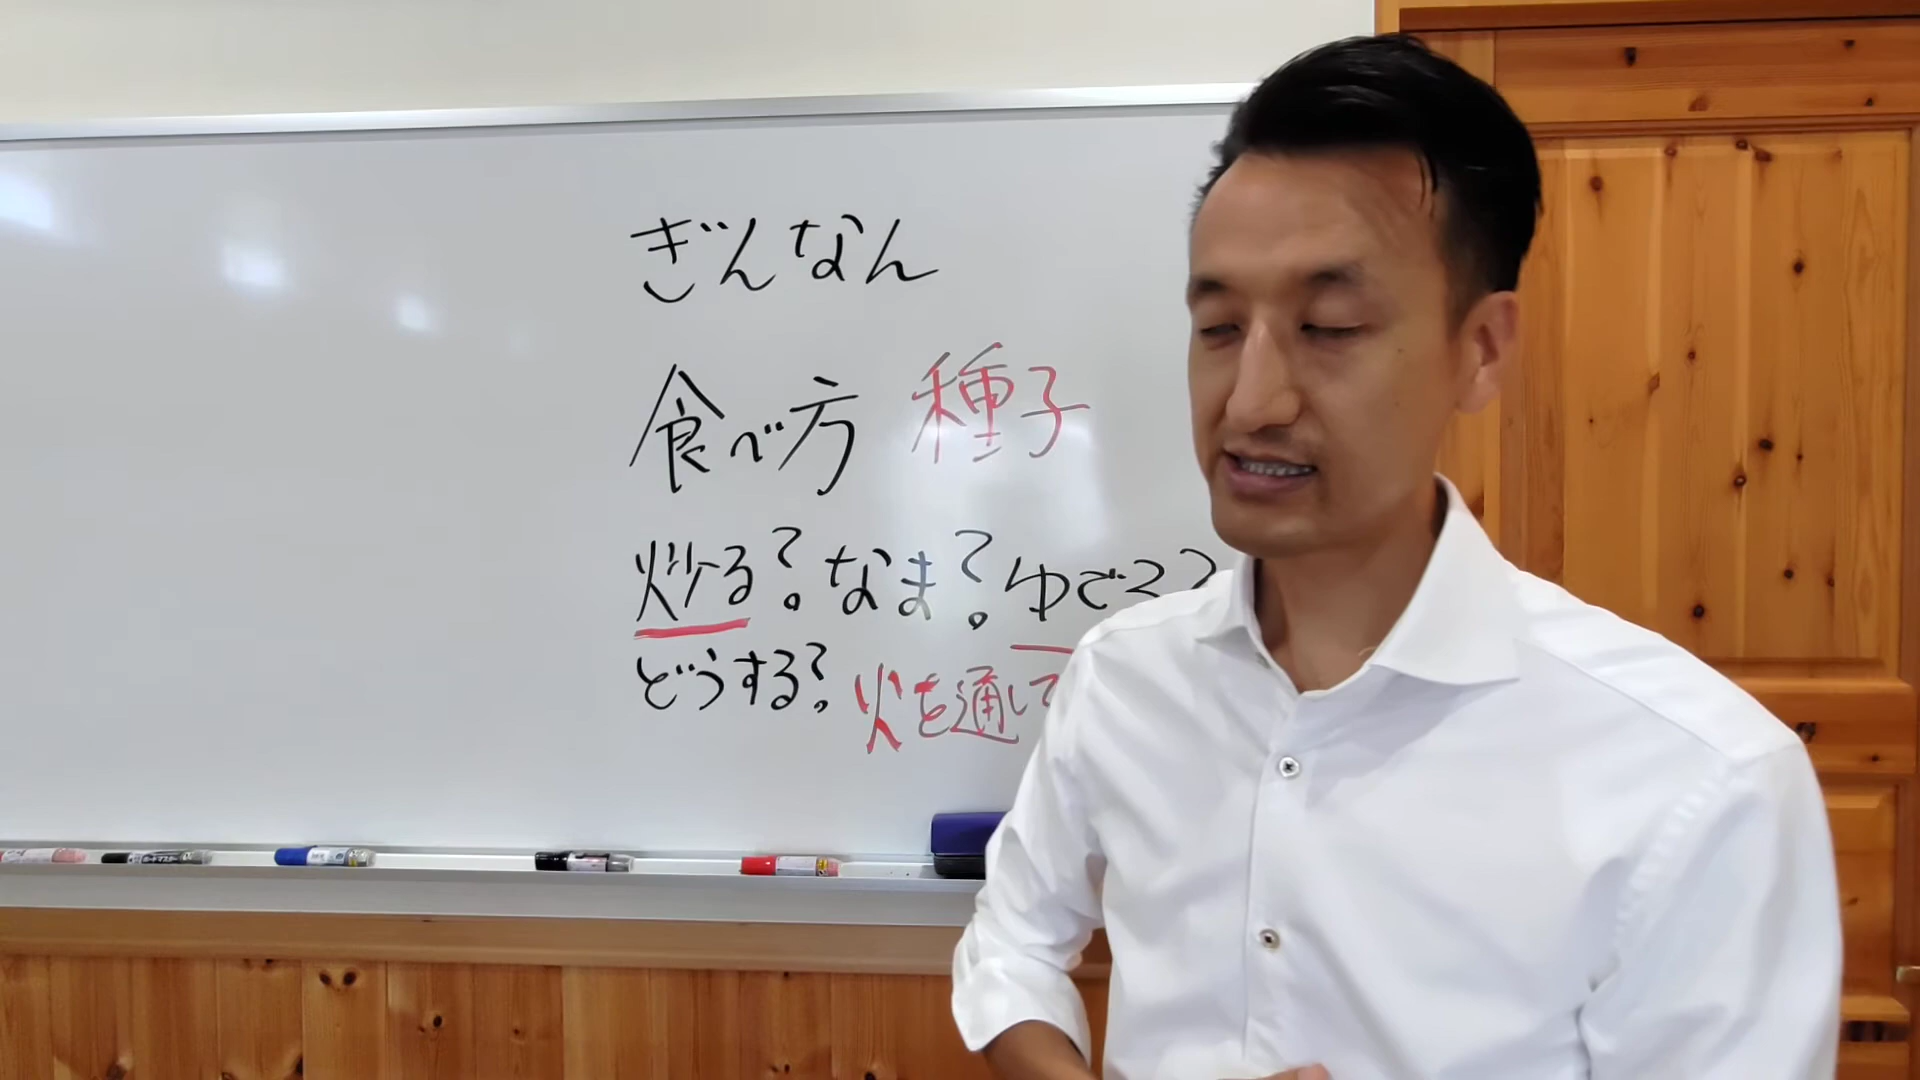 ぎんなん
食べ方 種子
炒る?なま?ゆでる?
どうする? 火を通して